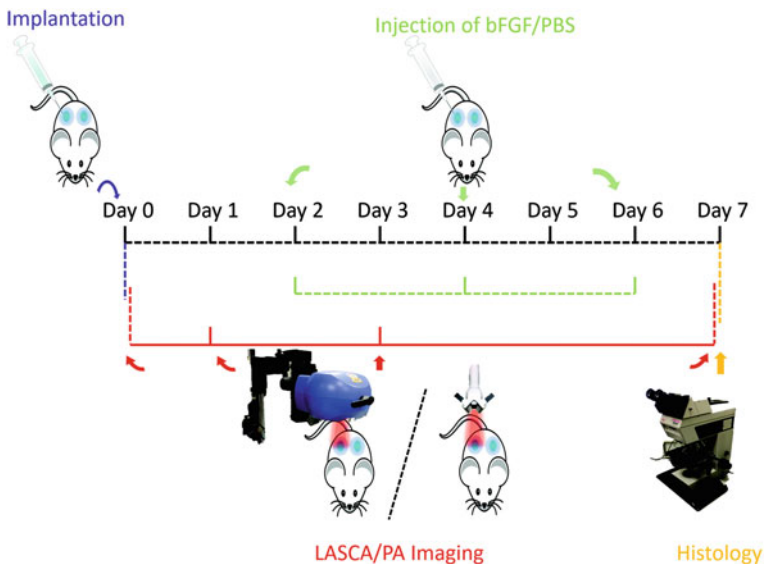 Implantation
Injection of bFGF/PBS
Day 0 Day 1 Day 2 Day 3 Day 4 Day 5 Day 6 Day 7
LASCA/PA Imaging
Histology